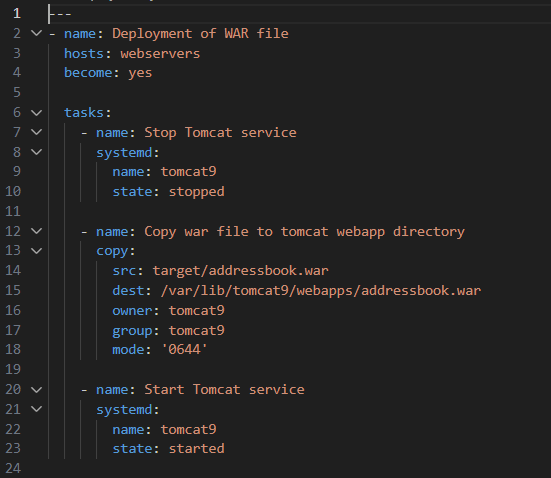 1 ---
2 - name: Deployment of WAR file
3   hosts: webservers
4   become: yes
5
6   tasks:
7     - name: Stop Tomcat service
8       systemd:
9         name: tomcat9
10         state: stopped
11
12     - name: Copy war file to tomcat webapp directory
13       copy:
14         src: target/addressbook.war
15         dest: /var/lib/tomcat9/webapps/addressbook.war
16         owner: tomcat9
17         group: tomcat9
18         mode: '0644'
19
20     - name: Start Tomcat service
21       systemd:
22         name: tomcat9
23         state: started
24